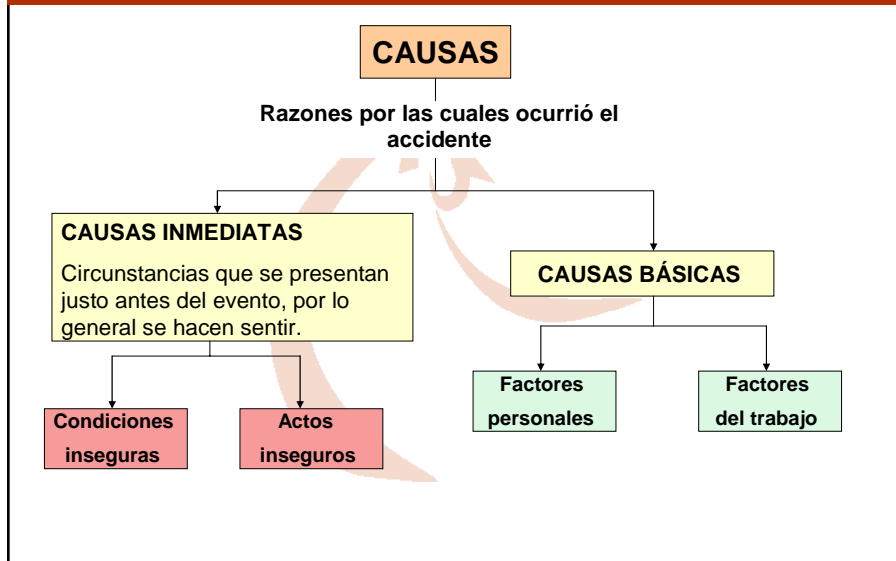 CAUSAS
Razones por las cuales ocurrió el
accidente
CAUSAS INMEDIATAS
Circunstancias que se presentan
justo antes del evento, por lo
general se hacen sentir.
CAUSAS BÁSICAS
Condiciones
inseguras
Actos
inseguros
Factores
personales
Factores
del trabajo